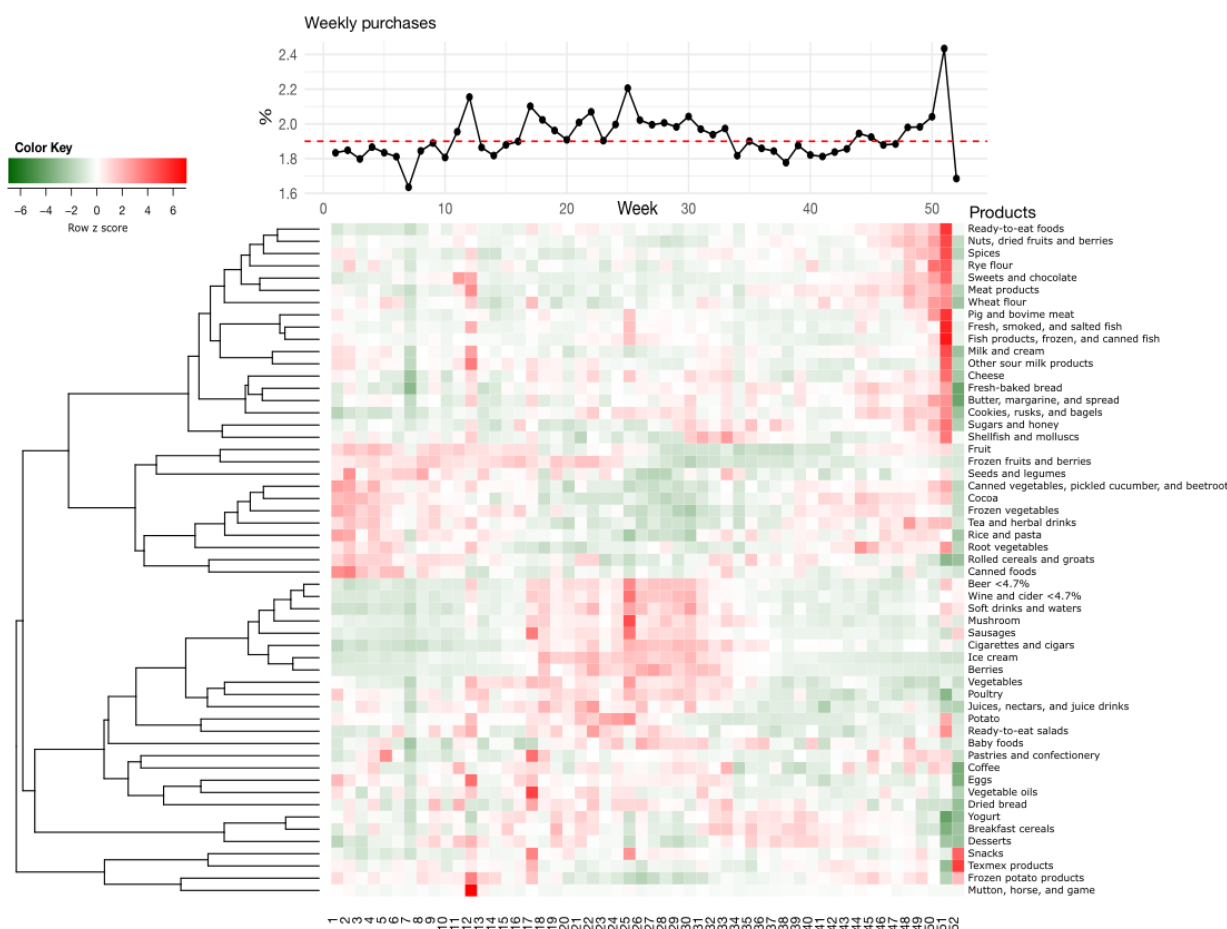 Weekly purchases
2.4
2.2
2.0
1.8
1.6
%
0 10 20 30 40 50
Week
Color Key
−6 −4 −2 0 2 4 6
Row z score
Products
Ready-to-eat foods
Nuts, dried fruits and berries
Spices
Rye flour
Sweets and chocolate
Meat products
Wheat flour
Pig and bovime meat
Fresh, smoked, and salted fish
Fish products, frozen, and canned fish
Milk and cream
Other sour milk products
Cheese
Fresh-baked bread
Butter, margarine, and spread
Cookies, rusks, and bagels
Sugars and honey
Shellfish and molluscs
Fruit
Frozen fruits and berries
Seeds and legumes
Canned vegetables, pickled cucumber, and beetroot
Cocoa
Frozen vegetables
Tea and herbal drinks
Rice and pasta
Root vegetables
Rolled cereals and groats
Canned foods
Beer <4.7%
Wine and cider <4.7%
Soft drinks and waters
Mushroom
Sausages
Cigarettes and cigars
Ice cream
Berries
Vegetables
Poultry
Juices, nectars, and juice drinks
Potato
Ready-to-eat salads
Baby foods
Pastries and confectionery
Coffee
Eggs
Vegetable oils
Dried bread
Yogurt
Breakfast cereals
Desserts
Snacks
Texmex products
Frozen potato products
Mutton, horse, and game
1 2 3 4 5 6 7 8 9 10 11 12 13 14 15 16 17 18 19 20 21 22 23 24 25 26 27 28 29 30 31 32 33 34 35 36 37 38 39 40 41 42 43 44 45 46 47 48 49 50 51 52